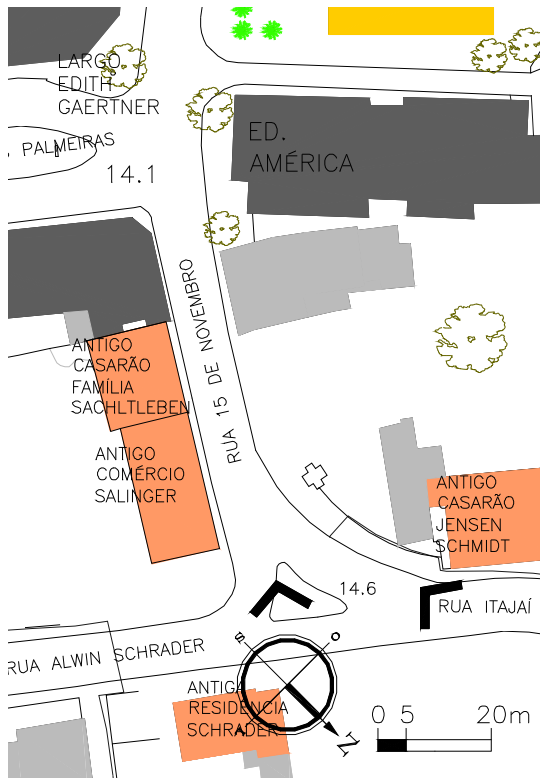 LARGO
EDITH
GAERTNER
PALMEIRAS
14.1
ED.
AMÉRICA
RUA 15 DE NOVEMBRO
ANTIGO
CASARÃO
FAMÍLIA
SACHLTLEBEN
ANTIGO
COMÉRCIO
SALINGER
ANTIGO
CASARÃO
JENSEN
SCHMIDT
14.6
RUA ITAJAÍ
RUA ALWIN SCHRADER
S
O
A
N
ANTIGA
RESIDÊNCIA
SCHRADER
0 5 20m